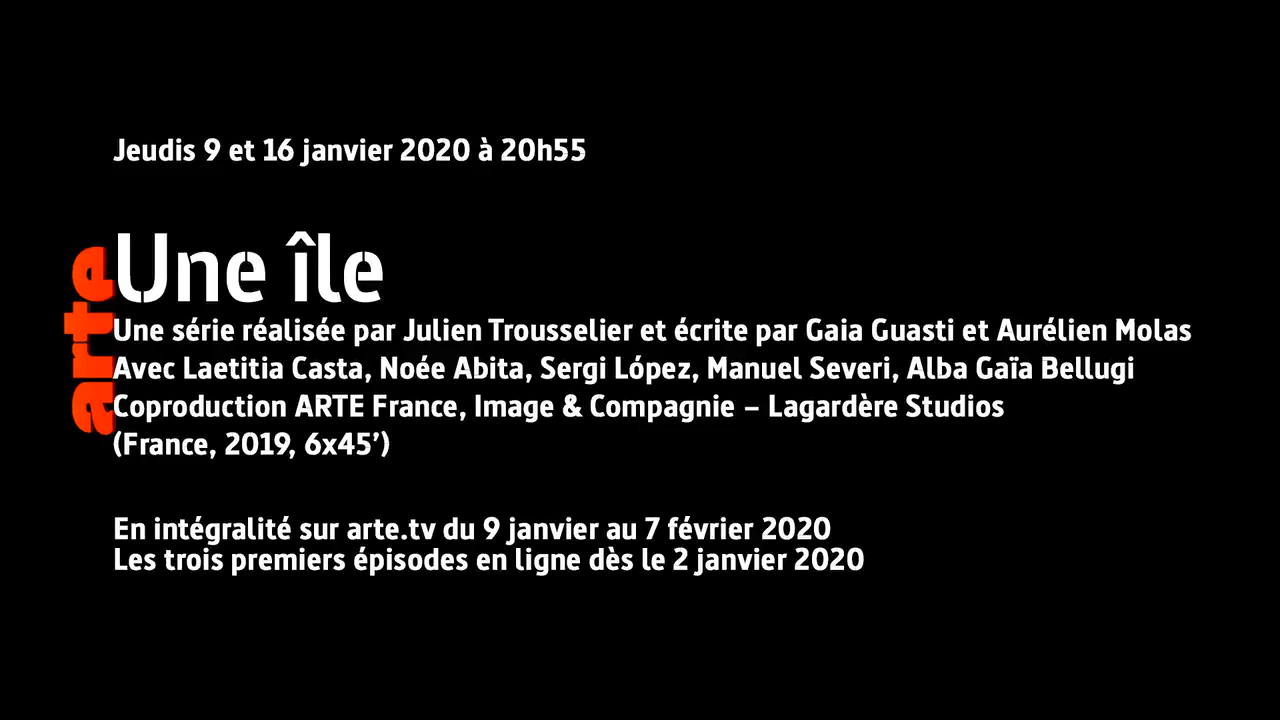 Jeudis 9 et 16 janvier 2020 à 20h55
arte
Une île
Une série réalisée par Julien Trousselier et écrite par Gaia Guasti et Aurélien Molas
Avec Laetitia Casta, Noée Abita, Sergi López, Manuel Severi, Alba Gaïa Bellugi
Coproduction ARTE France, Image & Compagnie – Lagardère Studios
(France, 2019, 6x45’)
En intégralité sur arte.tv du 9 janvier au 7 février 2020
Les trois premiers épisodes en ligne dès le 2 janvier 2020